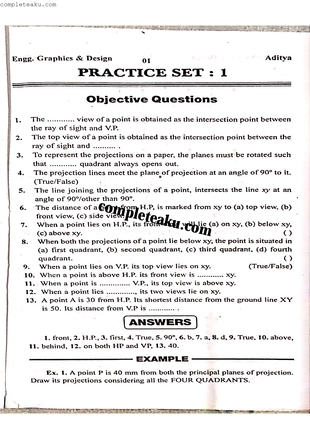 completeaku.com
Engg. Graphics & Design 01 Aditya
PRACTICE SET : 1
Objective Questions
1. The ............ view of a point is obtained as the intersection point between
the ray of sight and V.P.
2. The top view of a point is obtained as the intersection point between the
ray of sight and .......... .
3. To represent the projections on a paper, the planes must be rotated such
that ............ quadrant always opens out.
4. The projection lines meet the plane of projection at an angle of 90° to it.
(True/False)
5. The line joining the projections of a point, intersects the line xy at an
angle of 90°/other than 90°.
6. The distance of a from H.P, is marked from xy to (a) top view, (b)
front view, (c) side view
completeaku.com
7. When a point lies on H.P., its front will lie (a) on xy, (b) below xy,
(c) above xy. ( )
8. When both the projections of a point lie below xy, the point is situated in
(a) first quadrant, (b) second quadrant, (c) third quadrant, (d) fourth
quadrant. ( )
9. When a point lies on V.P. its top view lies on xy. (True/False)
10. When a point is above H.P. its front view is ............ xy.
11. When a point is ............ V.P., its top view is above xy.
12. When a point lies ............, its two views lie on xy.
13. A point A is 30 from H.P. Its shortest distance from the ground line XY
is 50. Its distance from V.P is ............ .
ANSWERS
1. front, 2. H.P., 3. first, 4. True, 5. 90°, 6. b, 7. a, 8. d, 9. True, 10. above,
11. behind, 12. on both HP and VP, 13. 40.
EXAMPLE
Ex. 1. A point P is 40 mm from both the principal planes of projection.
Draw its projections considering all the FOUR QUADRANTS.